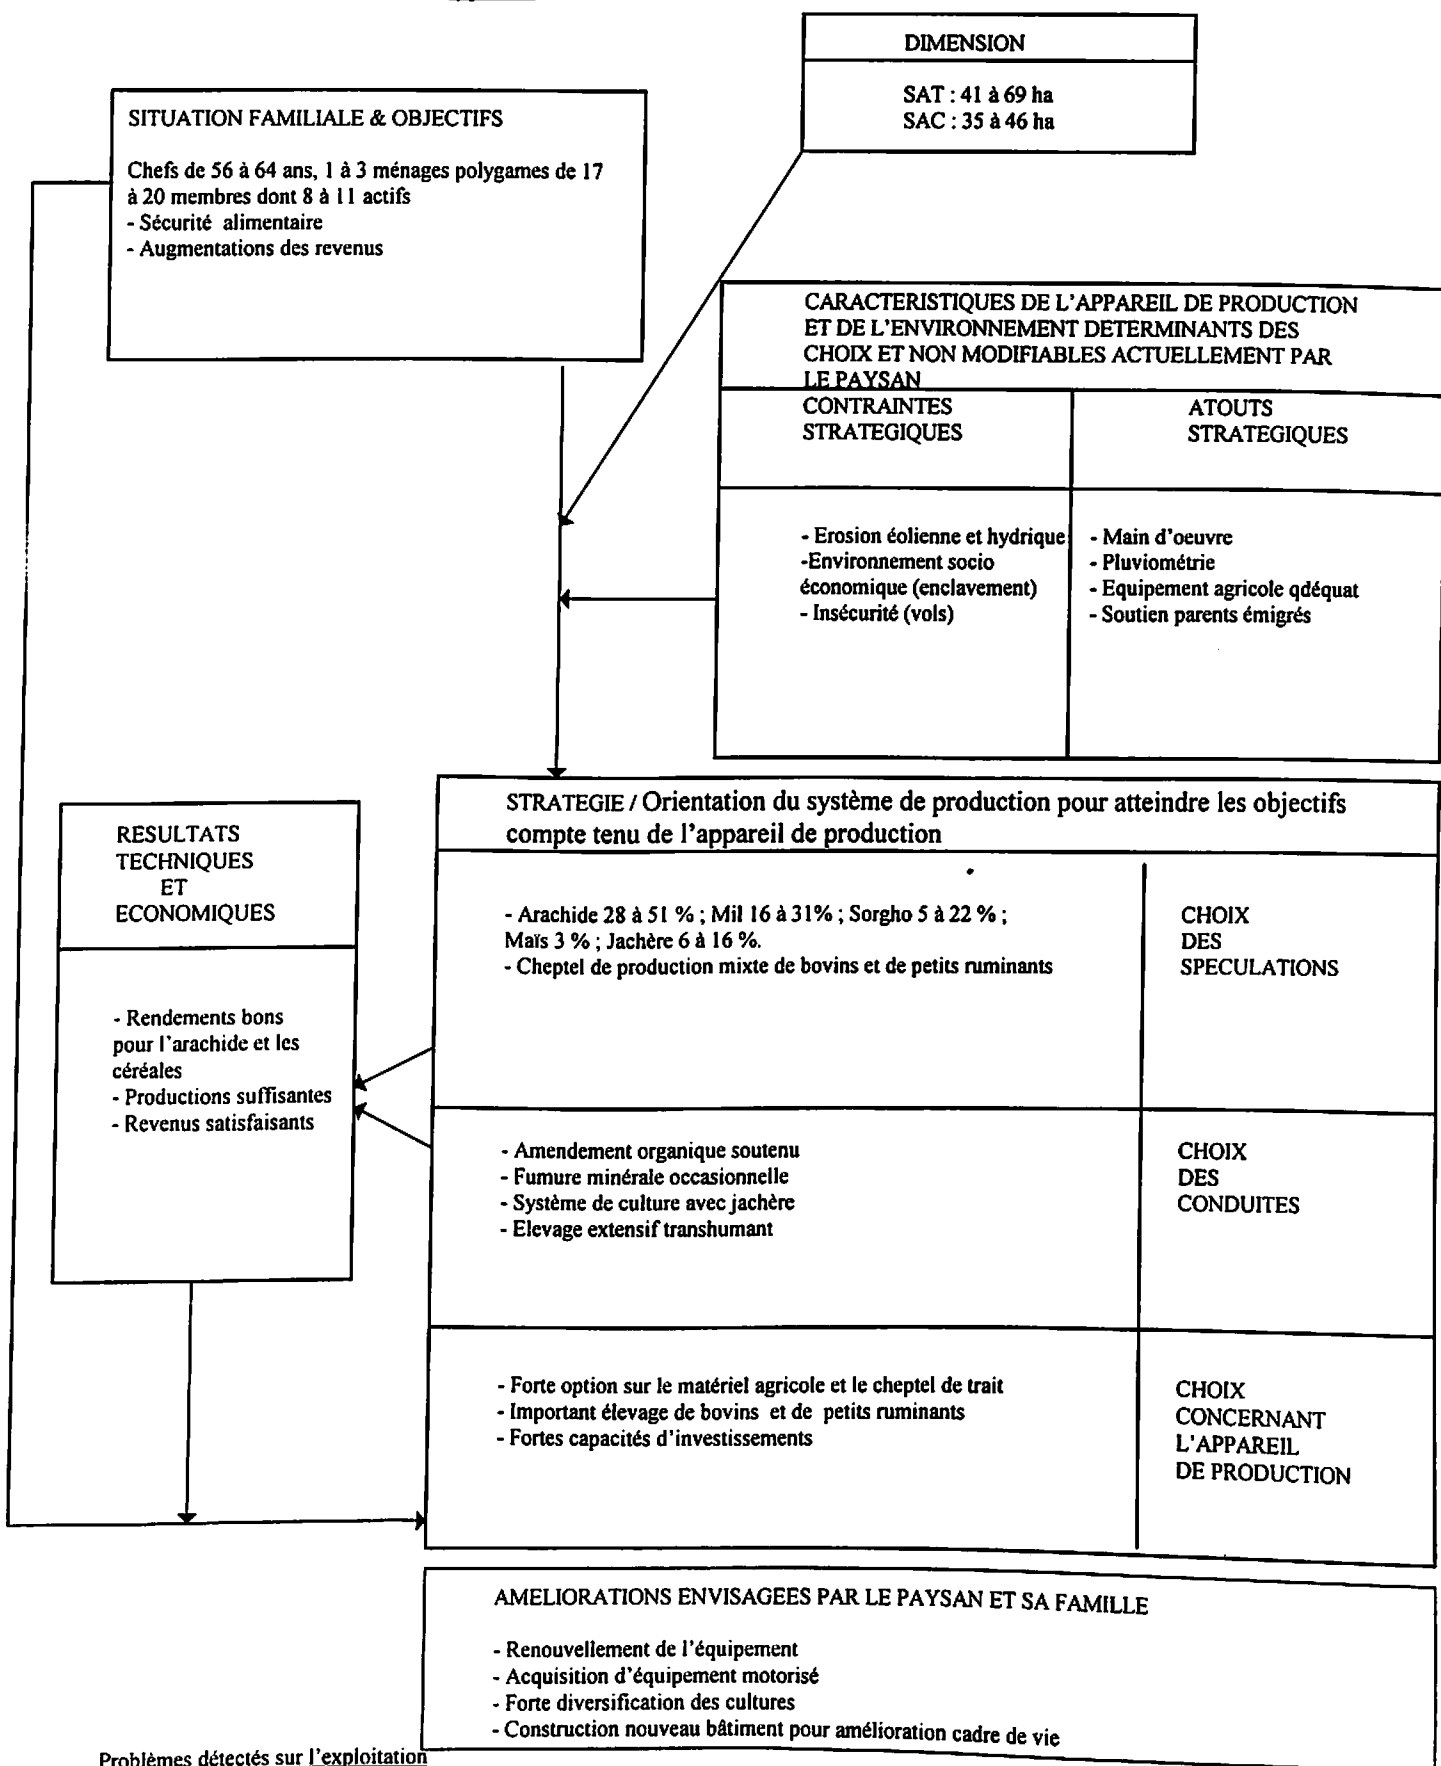 DIMENSION
SAT : 41 à 69 ha
SAC : 35 à 46 ha
SITUATION FAMILIALE & OBJECTIFS
Chefs de 56 à 64 ans, 1 à 3 ménages polygames de 17
à 20 membres dont 8 à 11 actifs
- Sécurité alimentaire
- Augmentations des revenus
CARACTERISTIQUES DE L'APPAREIL DE PRODUCTION
ET DE L'ENVIRONNEMENT DETERMINANTS DES
CHOIX ET NON MODIFIABLES ACTUELLEMENT PAR
LE PAYSAN
CONTRAINTES
STRATEGIQUES
ATOUTS
STRATEGIQUES
- Erosion éolienne et hydrique
-Environnement socio
économique (enclavement)
- Insécurité (vols)
- Main d'oeuvre
- Pluviométrie
- Equipement agricole qdéquat
- Soutien parents émigrés
STRATEGIE / Orientation du système de production pour atteindre les objectifs
compte tenu de l'appareil de production
- Arachide 28 à 51 % ; Mil 16 à 31% ; Sorgho 5 à 22 % ;
Maïs 3 % ; Jachère 6 à 16 %.
- Cheptel de production mixte de bovins et de petits ruminants
CHOIX
DES
SPECULATIONS
RESULTATS
TECHNIQUES
ET
ECONOMIQUES
- Rendements bons
pour l'arachide et les
céréales
- Productions suffisantes
- Revenus satisfaisants
- Amendement organique soutenu
- Fumure minérale occasionnelle
- Système de culture avec jachère
- Elevage extensif transhumant
CHOIX
DES
CONDUITES
- Forte option sur le matériel agricole et le cheptel de trait
- Important élevage de bovins et de petits ruminants
- Fortes capacités d'investissements
CHOIX
CONCERNANT
L'APPAREIL
DE PRODUCTION
AMELIORATIONS ENVISAGEES PAR LE PAYSAN ET SA FAMILLE
- Renouvellement de l'équipement
- Acquisition d'équipement motorisé
- Forte diversification des cultures
- Construction nouveau bâtiment pour amélioration cadre de vie
Problèmes détectés sur l'exploitation